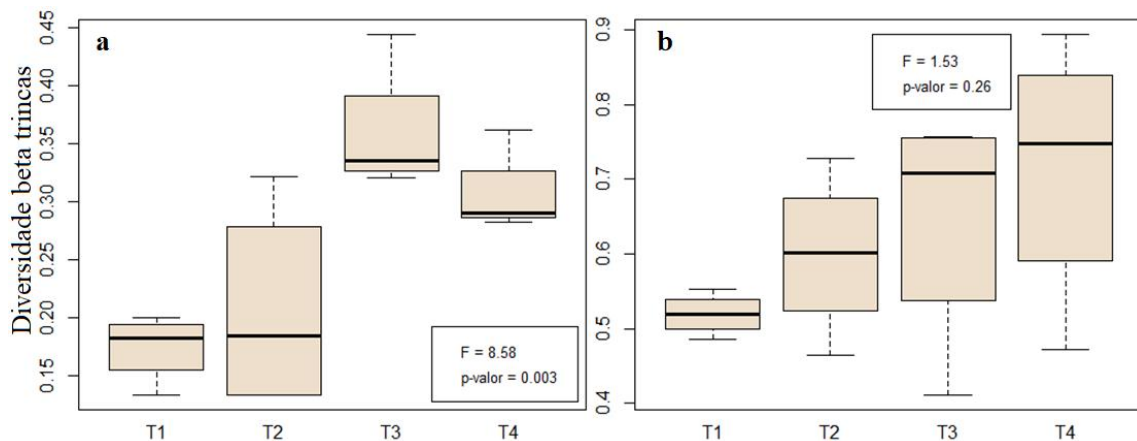 a
Diversidade beta trincas
0.45
0.40
0.35
0.30
0.25
0.20
0.15
F = 8.58
p-valor = 0.003
T1 T2 T3 T4
b
0.9
0.8
0.7
0.6
0.5
0.4
F = 1.53
p-valor = 0.26
T1 T2 T3 T4